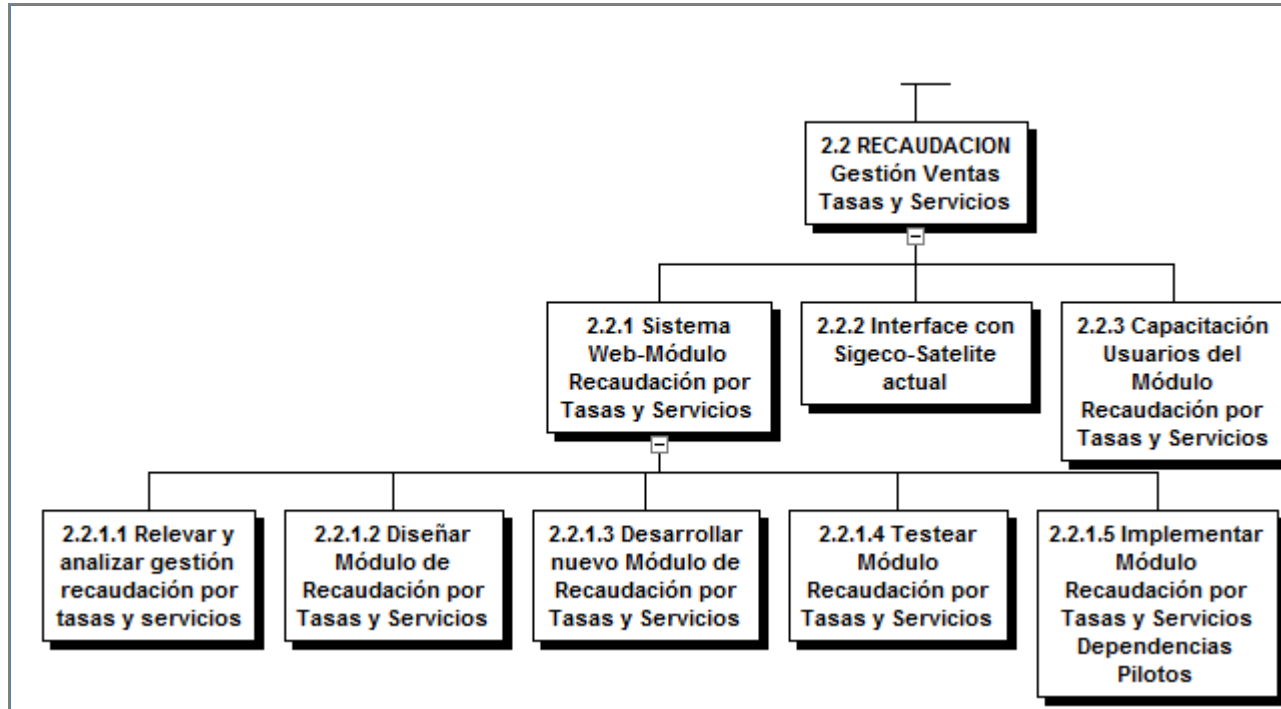 2.2 RECAUDACION
Gestión Ventas
Tasas y Servicios
2.2.1 Sistema
Web-Módulo
Recaudación por
Tasas y Servicios
2.2.2 Interface con
Sigeco-Satelite
actual
2.2.3 Capacitación
Usuarios del
Módulo
Recaudación por
Tasas y Servicios
2.2.1.1 Relevar y
analizar gestión
recaudación por
tasas y servicios
2.2.1.2 Diseñar
Módulo de
Recaudación por
Tasas y Servicios
2.2.1.3 Desarrollar
nuevo Módulo de
Recaudación por
Tasas y Servicios
2.2.1.4 Testear
Módulo
Recaudación por
Tasas y Servicios
2.2.1.5 Implementar
Módulo
Recaudación por
Tasas y Servicios
Dependencias
Pilotos